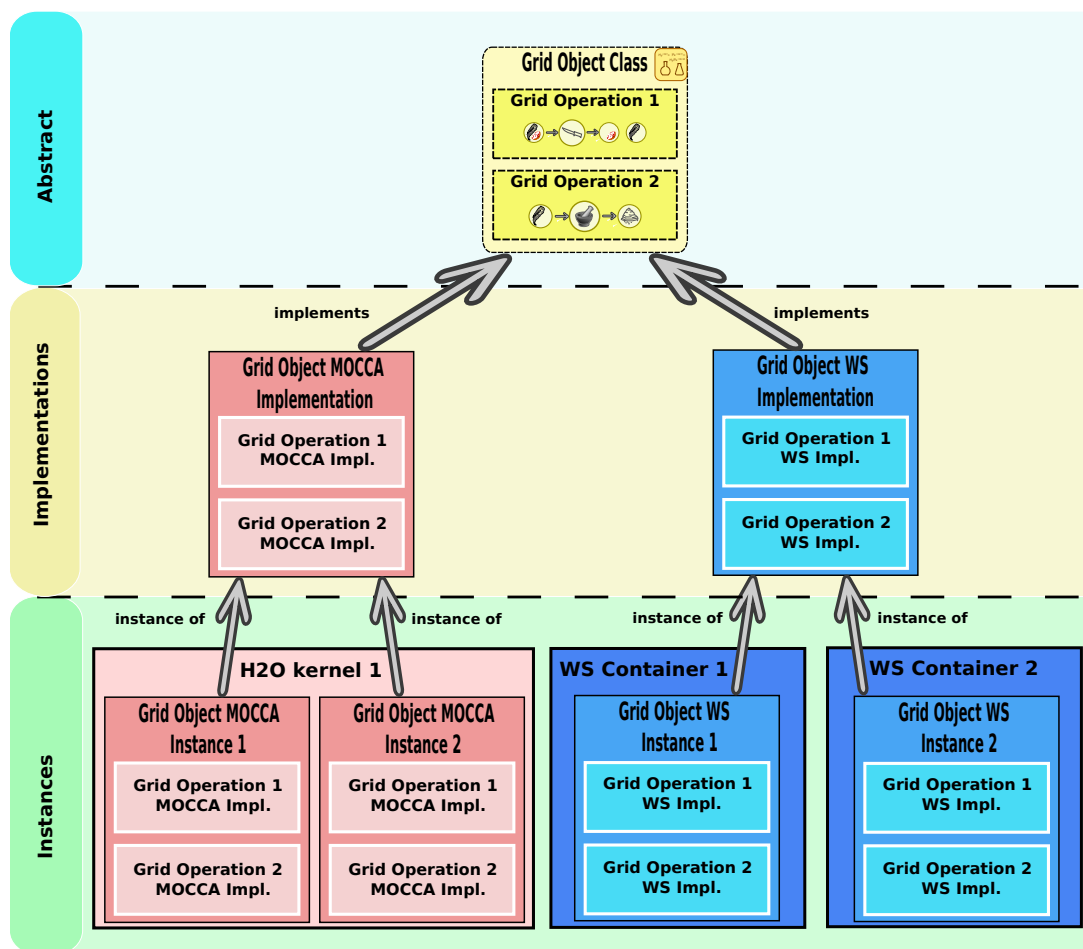 Abstract
Grid Object Class
Grid Operation 1
Grid Operation 2
implements
implements
Implementations
Grid Object MOCCA
Implementation
Grid Operation 1
MOCCA Impl.
Grid Operation 2
MOCCA Impl.
Grid Object WS
Implementation
Grid Operation 1
WS Impl.
Grid Operation 2
WS Impl.
instance of
instance of
instance of
instance of
Instances
H2O kernel 1
Grid Object MOCCA
Instance 1
Grid Operation 1
MOCCA Impl.
Grid Operation 2
MOCCA Impl.
Grid Object MOCCA
Instance 2
Grid Operation 1
MOCCA Impl.
Grid Operation 2
MOCCA Impl.
WS Container 1
Grid Object WS
Instance 1
Grid Operation 1
WS Impl.
Grid Operation 2
WS Impl.
WS Container 2
Grid Object WS
Instance 2
Grid Operation 1
WS Impl.
Grid Operation 2
WS Impl.